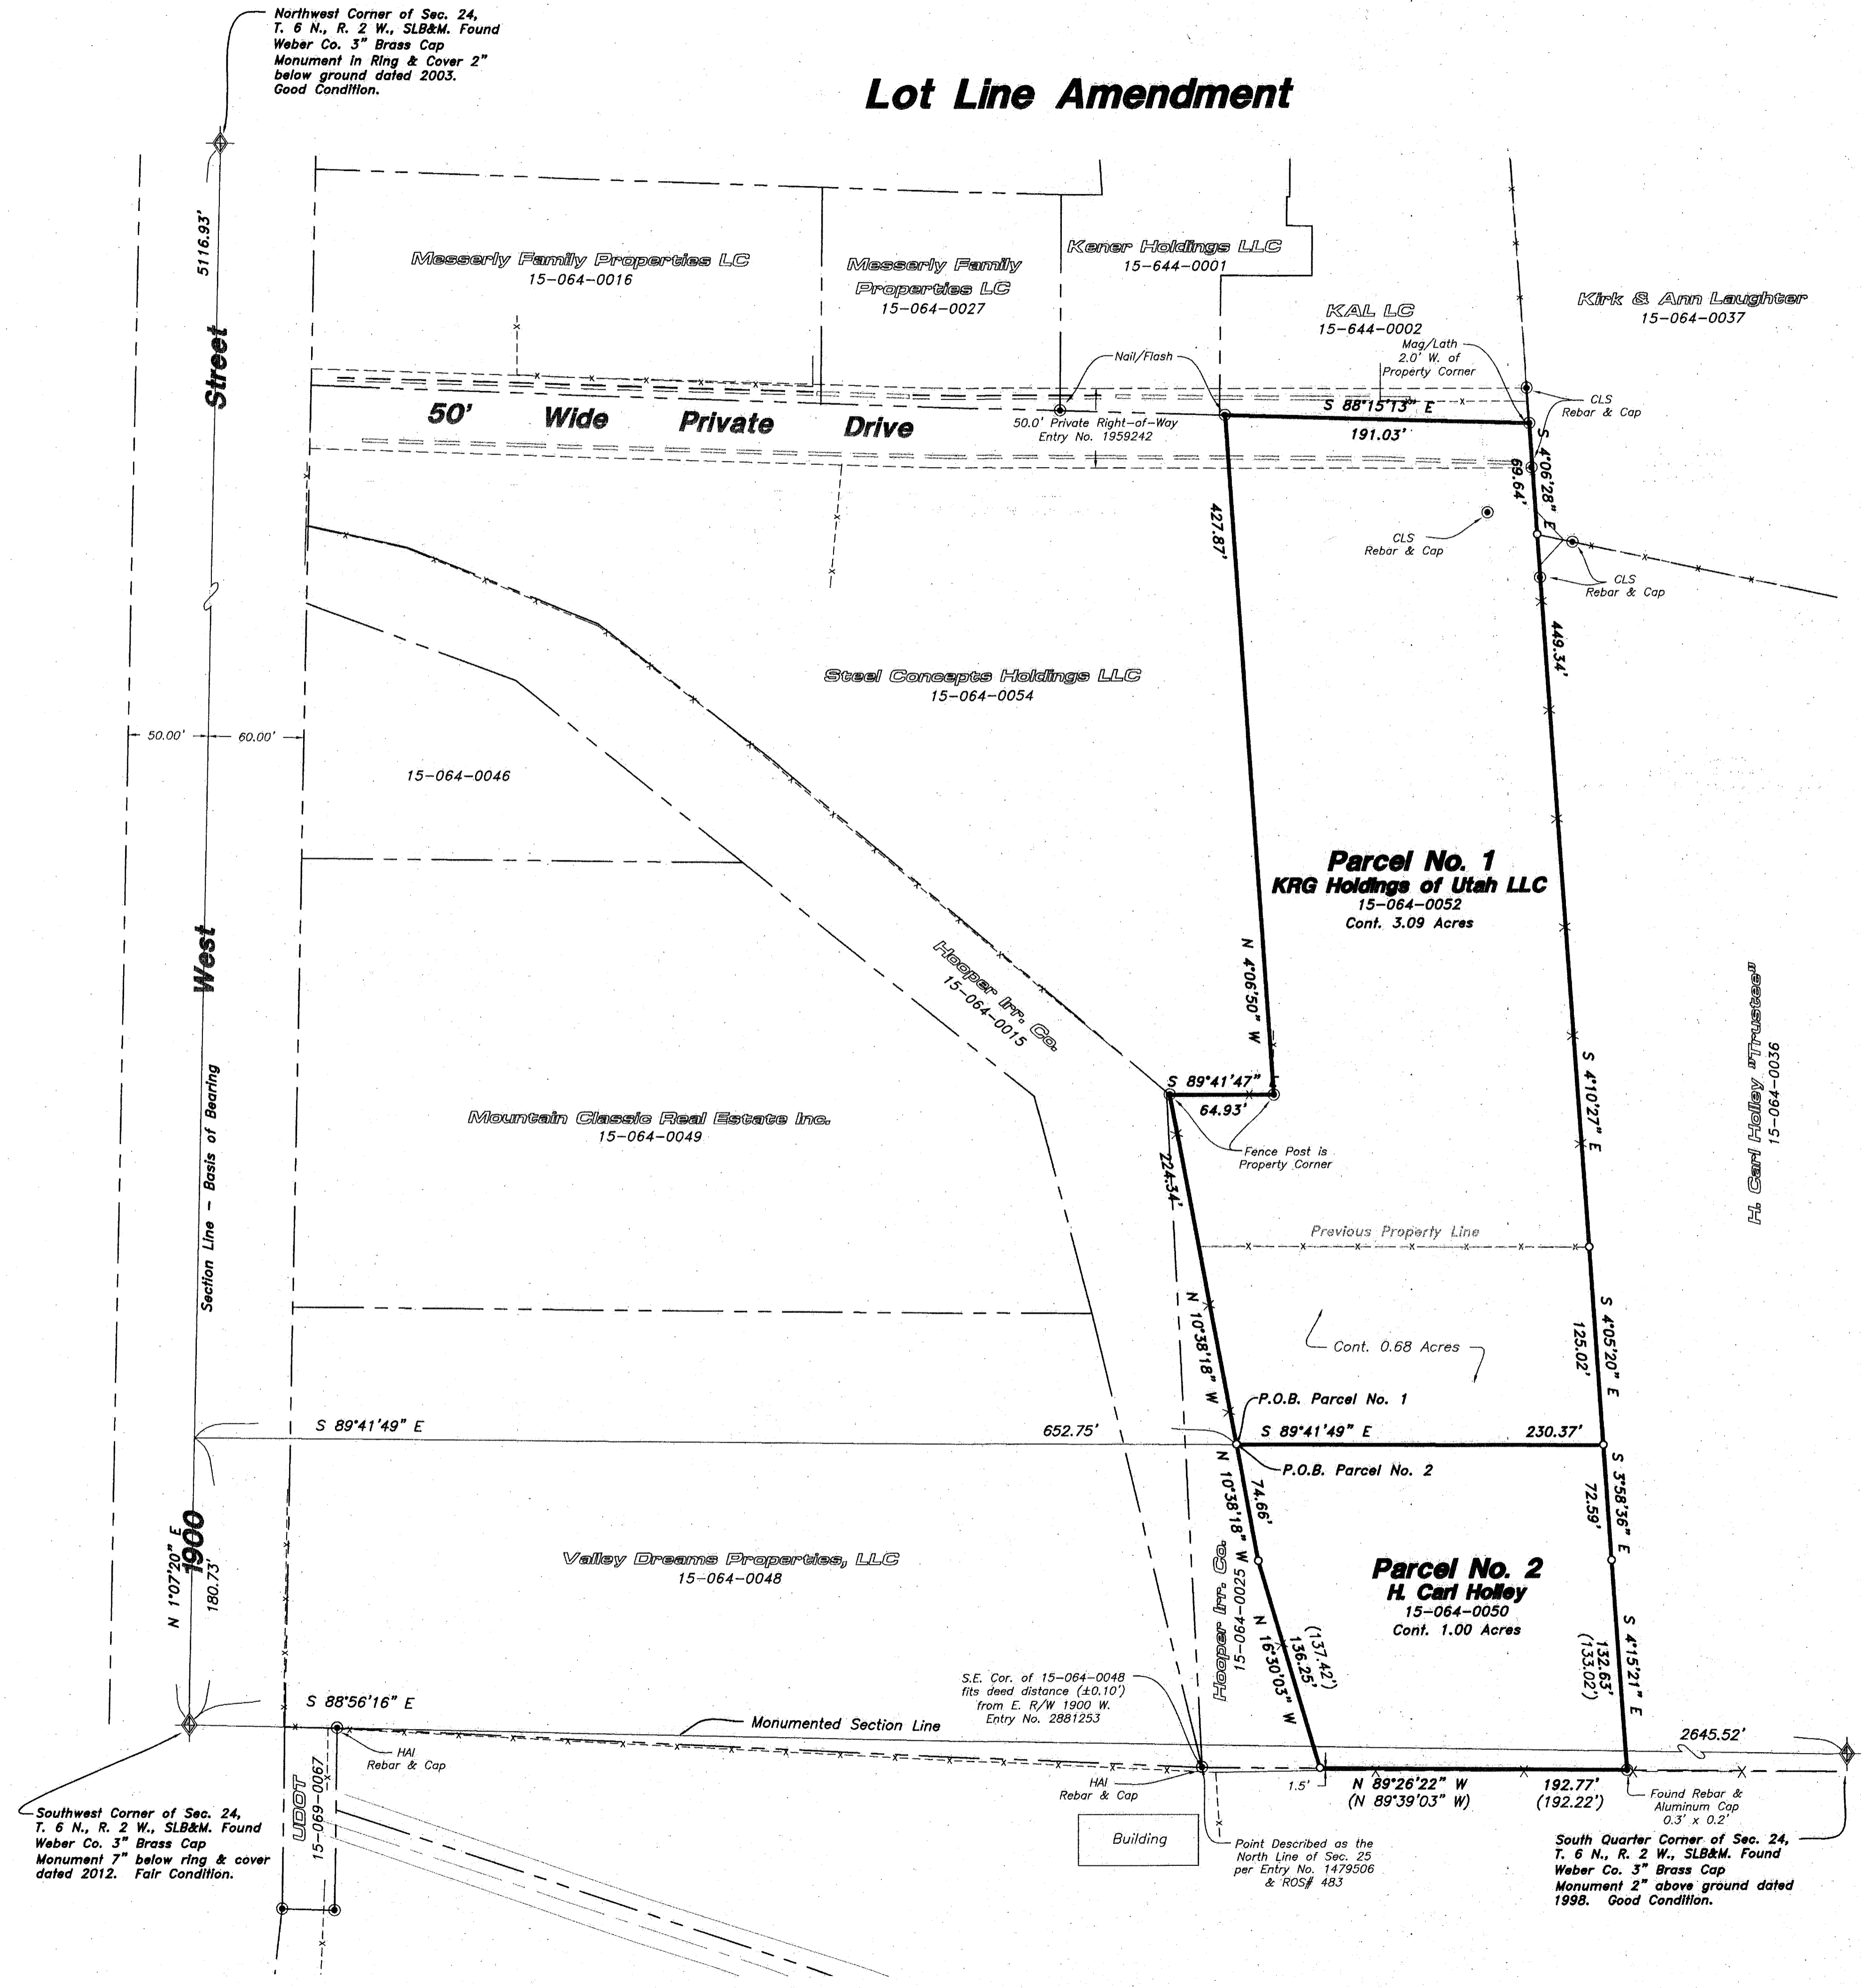 Northwest Corner of Sec. 24,
T. 6 N., R. 2 W., SLB&M. Found
Weber Co. 3" Brass Cap
Monument in Ring & Cover 2"
below ground dated 2003.
Good Condition.
Lot Line Amendment
5116.93'
Street
Messerly Family Properties LC
15-064-0016
Messerly Family
Properties LC
15-064-0027
Kener Holdings LLC
15-644-0001
KAL LC
15-644-0002
Kirk & Ann Laughter
15-064-0037
Mag/Lath
2.0' W. of
Property Corner
Nail/Flash
CLS
Rebar & Cap
50' Wide Private Drive
50.0' Private Right-of-Way
Entry No. 1959242
S 88°15'13" E
191.03'
S 4°06'28" E
69.64'
427.87'
CLS
Rebar & Cap
CLS
Rebar & Cap
449.34'
Steel Concepts Holdings LLC
15-064-0054
50.00'
60.00'
15-064-0046
Parcel No. 1
KRG Holdings of Utah LLC
15-064-0052
Cont. 3.09 Acres
West
Hooper Irr. Co.
15-064-0015
N 4°06'50" W
H. Carl Holley "Trustee"
15-064-0036
Section Line - Basis of Bearing
S 89°41'47" E
64.93'
S 4°10'27" E
Mountain Classic Real Estate Inc.
15-064-0049
Fence Post is
Property Corner
224.34'
Previous Property Line
N 10°38'18" W
Cont. 0.68 Acres
S 4°05'20" E
125.02'
P.O.B. Parcel No. 1
S 89°41'49" E
652.75'
S 89°41'49" E
230.37'
P.O.B. Parcel No. 2
N 10°38'18" W
74.66'
S 3°58'36" E
72.59'
1900
N 1°07'20" E
180.73'
Valley Dreams Properties, LLC
15-064-0048
Hooper Irr. Co.
15-064-0025
Parcel No. 2
H. Carl Holley
15-064-0050
Cont. 1.00 Acres
N 16°30'03" W
136.25'
(137.42')
S 4°15'21" E
132.63'
(133.02')
S.E. Cor. of 15-064-0048
fits deed distance (±0.10')
from E. R/W 1900 W.
Entry No. 2881253
S 88°56'16" E
Monumented Section Line
2645.52'
HAI
Rebar & Cap
HAI
Rebar & Cap
1.5'
N 89°26'22" W
(N 89°39'03" W)
192.77'
(192.22')
Found Rebar &
Aluminum Cap
0.3' x 0.2'
UDOT
15-069-0067
Southwest Corner of Sec. 24,
T. 6 N., R. 2 W., SLB&M. Found
Weber Co. 3" Brass Cap
Monument 7" below ring & cover
dated 2012. Fair Condition.
Building
Point Described as the
North Line of Sec. 25
per Entry No. 1479506
& ROS# 483
South Quarter Corner of Sec. 24,
T. 6 N., R. 2 W., SLB&M. Found
Weber Co. 3" Brass Cap
Monument 2" above ground dated
1998. Good Condition.